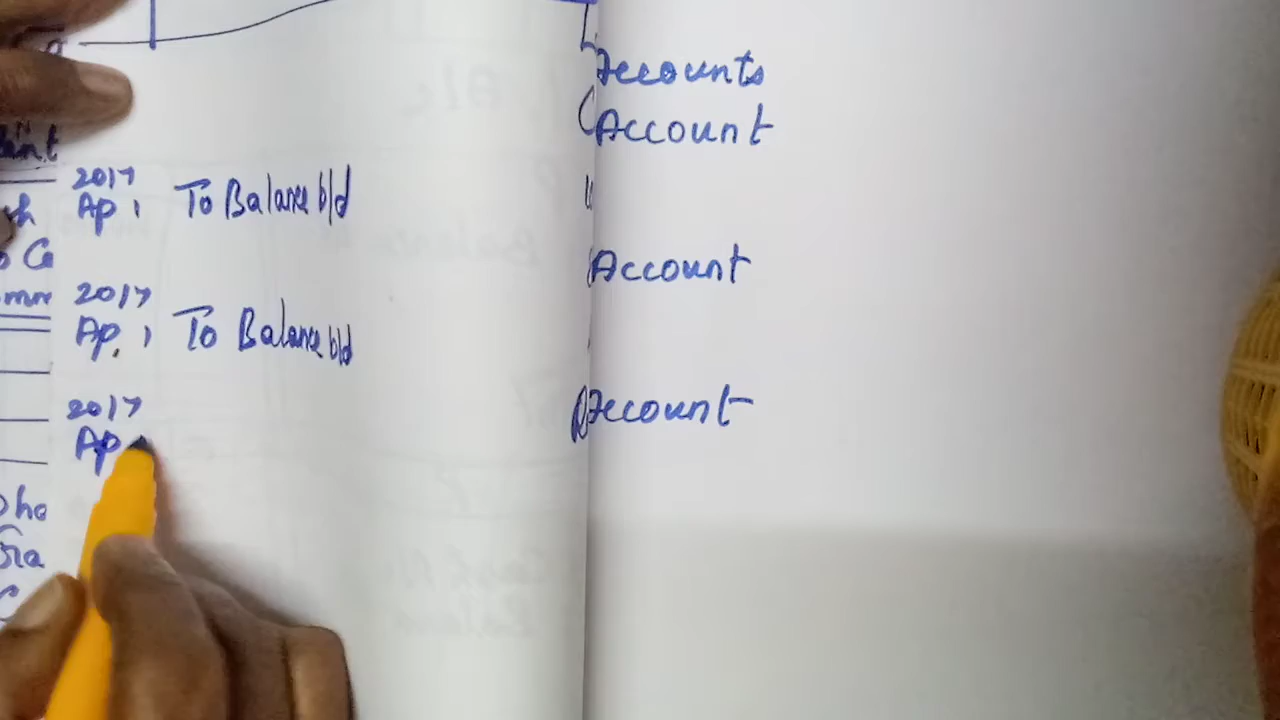 Accounts
Account
2017
Ap 1 To Balance b/d
Account
2017
Ap. 1 To Balance b/d
2017
Ap
Account